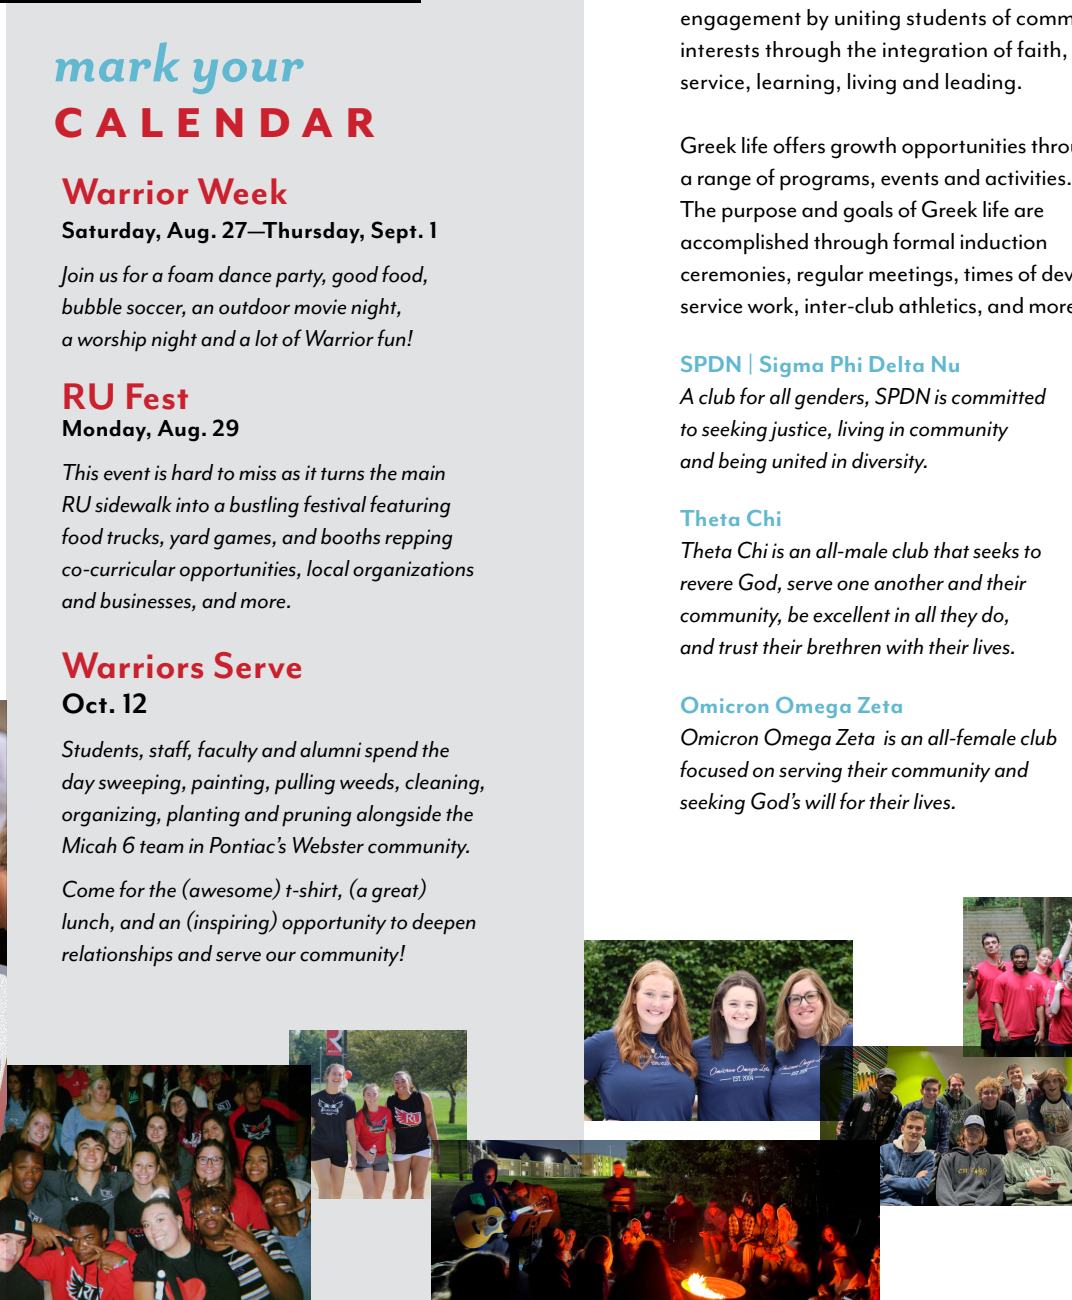 mark your
CALENDAR
Warrior Week
Saturday, Aug. 27—Thursday, Sept. 1
Join us for a foam dance party, good food,
bubble soccer, an outdoor movie night,
a worship night and a lot of Warrior fun!
RU Fest
Monday, Aug. 29
This event is hard to miss as it turns the main
RU sidewalk into a bustling festival featuring
food trucks, yard games, and booths repping
co-curricular opportunities, local organizations
and businesses, and more.
Warriors Serve
Oct. 12
Students, staff, faculty and alumni spend the
day sweeping, painting, pulling weeds, cleaning,
organizing, planting and pruning alongside the
Micah 6 team in Pontiac's Webster community.
Come for the (awesome) t-shirt, (a great)
lunch, and an (inspiring) opportunity to deepen
relationships and serve our community!
engagement by uniting students of comm
interests through the integration of faith,
service, learning, living and leading.
Greek life offers growth opportunities thro
a range of programs, events and activities.
The purpose and goals of Greek life are
accomplished through formal induction
ceremonies, regular meetings, times of dev
service work, inter-club athletics, and more
SPDN | Sigma Phi Delta Nu
A club for all genders, SPDN is committed
to seeking justice, living in community
and being united in diversity.
Theta Chi
Theta Chi is an all-male club that seeks to
revere God, serve one another and their
community, be excellent in all they do,
and trust their brethren with their lives.
Omicron Omega Zeta
Omicron Omega Zeta is an all-female club
focused on serving their community and
seeking God's will for their lives.
Omicron Omega Zeta
EST. 2004
RU